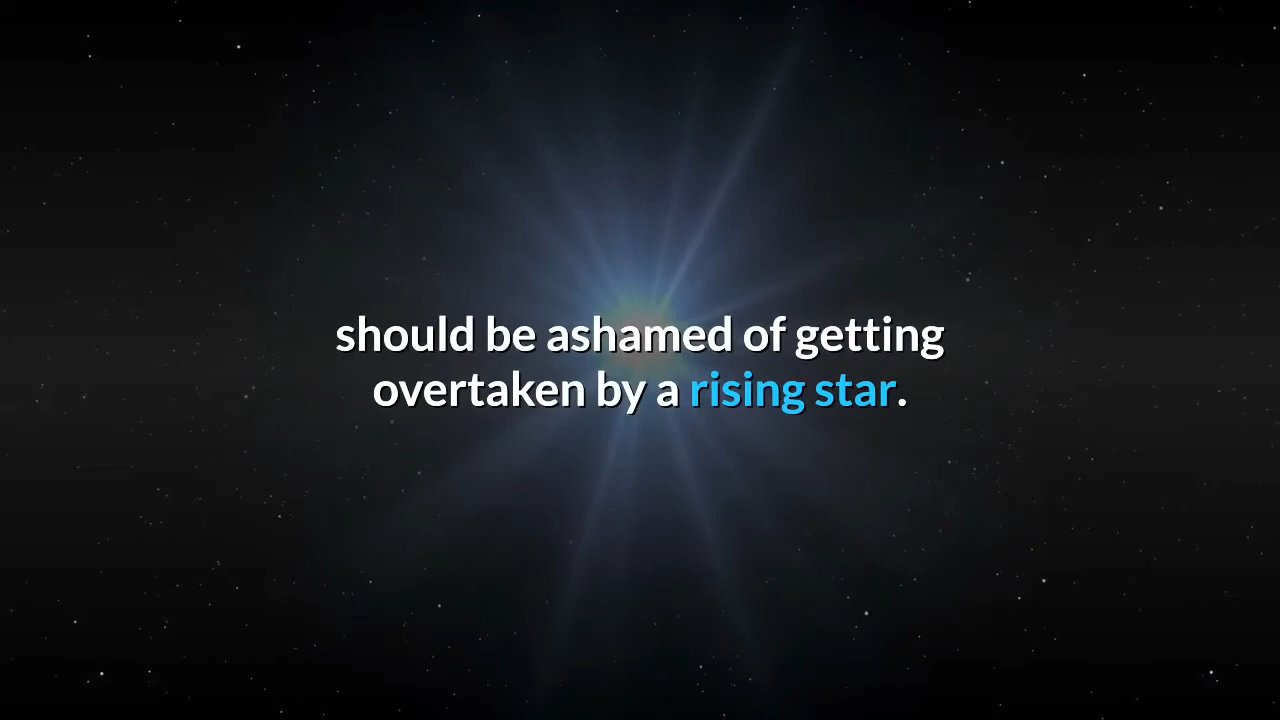 should be ashamed of getting
overtaken by a rising star.